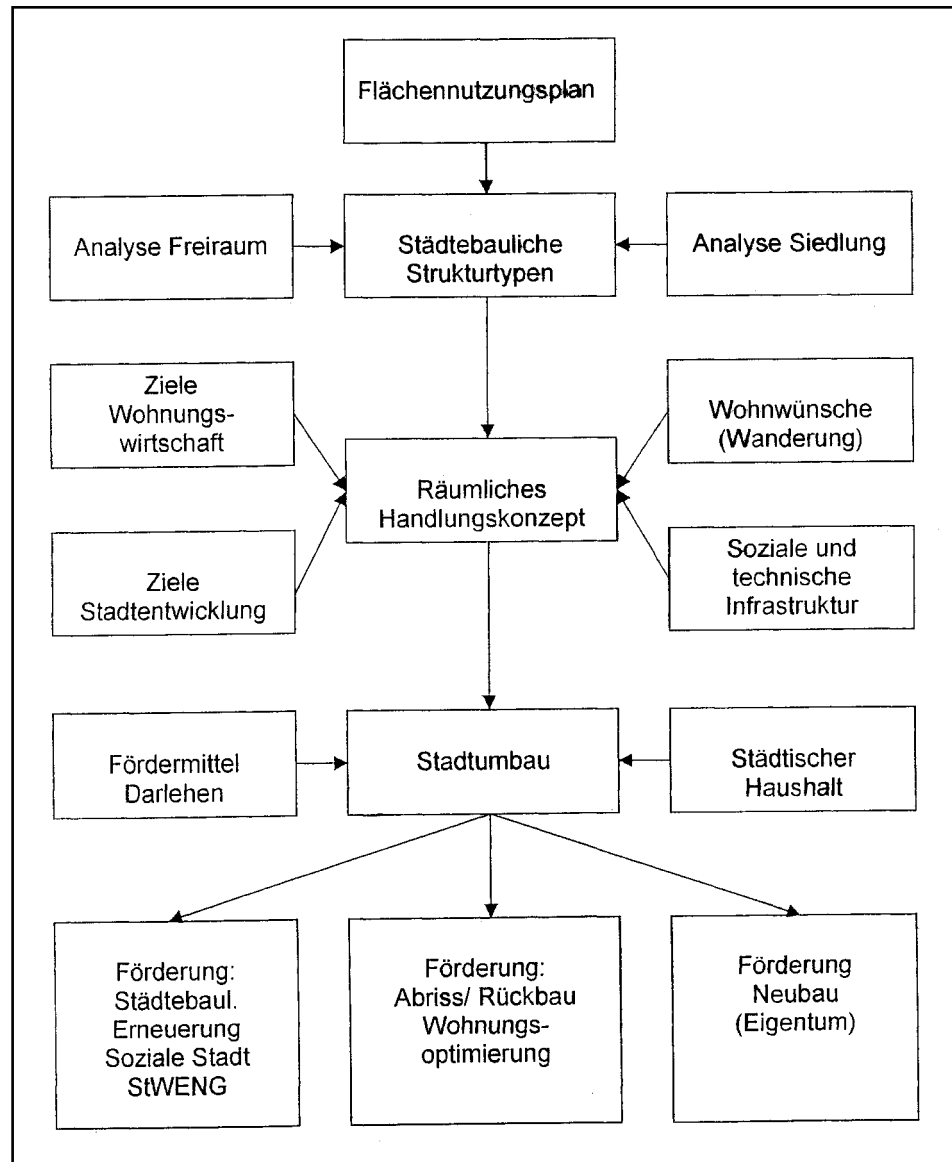 Flächennutzungsplan
Analyse Freiraum
Städtebauliche
Strukturtypen
Analyse Siedlung
Ziele
Wohnungs-
wirtschaft
Wohnwünsche
(Wanderung)
Räumliches
Handlungskonzept
Ziele
Stadtentwicklung
Soziale und
technische
Infrastruktur
Fördermittel
Darlehen
Stadtumbau
Städtischer
Haushalt
Förderung:
Städtebaul.
Erneuerung
Soziale Stadt
StWENG
Förderung:
Abriss/ Rückbau
Wohnungs-
optimierung
Förderung
Neubau
(Eigentum)